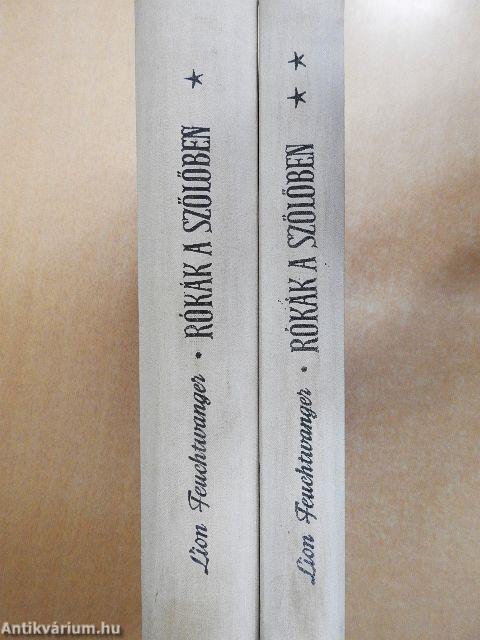 Lion Feuchtwanger • RÓKÁK A SZŐLŐBEN ★
Lion Feuchtwanger • RÓKÁK A SZŐLŐBEN ★ ★
Antikvárium.hu